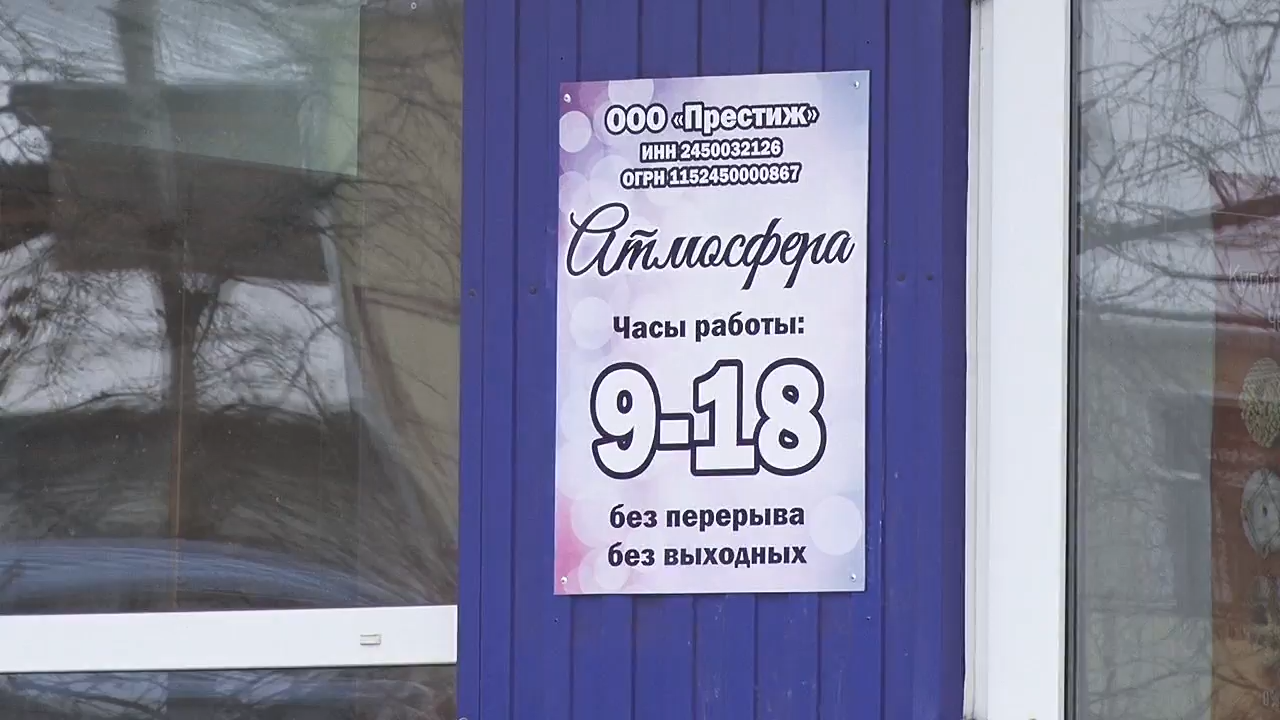 ООО «Престиж»
ИНН 2450032126
ОГРН 1152450000867
Атмосфера
Часы работы:
9-18
без перерыва
без выходных